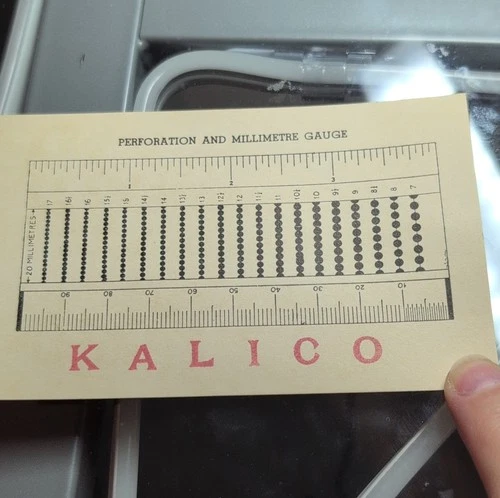 PERFORATION AND MILLIMETRE GAUGE
1 2 3
17 16½ 16 15½ 15 14½ 14 13½ 13 12½ 12 11½ 11 10½ 10 9½ 9 8½ 8 7
20 MILLIMETRES
90 80 70 60 50 40 30 20 10
KALICO